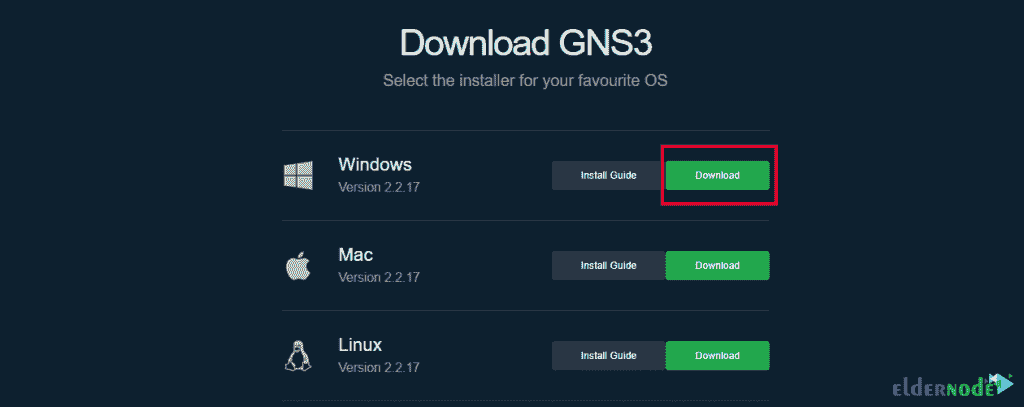 Download GNS3
Select the installer for your favourite OS
Windows
Version 2.2.17
Install Guide
Download
Mac
Version 2.2.17
Install Guide
Download
Linux
Version 2.2.17
Install Guide
Download
elderNode